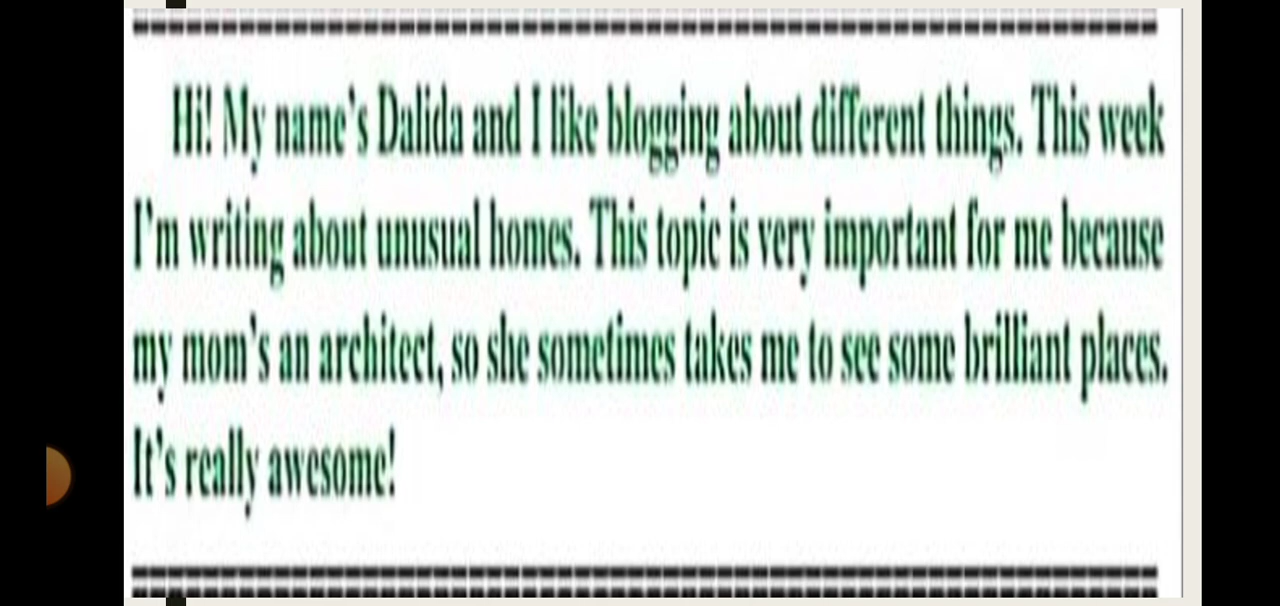 Hi! My name's Dalida and I like blogging about different things. This week
I'm writing about unusual homes. This topic is very important for me because
my mom's an architect, so she sometimes takes me to see some brilliant places.
It's really awesome!